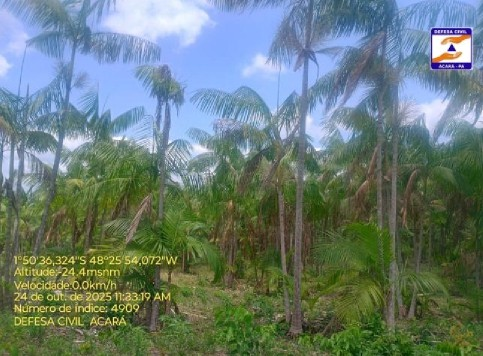 DEFESA CIVIL
ACARÁ - PA
1°50'36,324"S 48°25'54,072"W
Altitude:-24.4msnm
Velocidade:0.0km/h
24 de out. de 2025 11:33:19 AM
Número de índice: 4909
DEFESA CIVIL ACARÁ